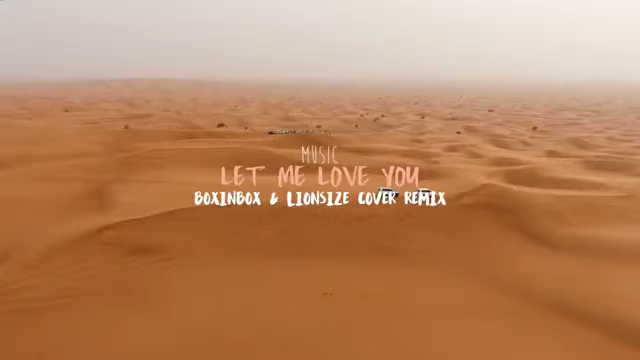 MUSIC
LET ME LOVE YOU
BOXINBOX & LIONSIZE COVER REMIX